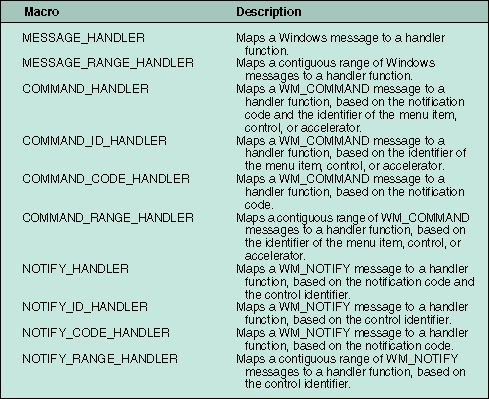 Macro Description
MESSAGE_HANDLER Maps a Windows message to a handler
function.
MESSAGE_RANGE_HANDLER Maps a contiguous range of Windows
messages to a handler function.
COMMAND_HANDLER Maps a WM_COMMAND message to a
handler function, based on the notification
code and the identifier of the menu item,
control, or accelerator.
COMMAND_ID_HANDLER Maps a WM_COMMAND message to a
handler function, based on the identifier of
the menu item, control, or accelerator.
COMMAND_CODE_HANDLER Maps a WM_COMMAND message to a
handler function, based on the notification
code.
COMMAND_RANGE_HANDLER Maps a contiguous range of WM_COMMAND
messages to a handler function, based on
the identifier of the menu item, control, or
accelerator.
NOTIFY_HANDLER Maps a WM_NOTIFY message to a handler
function, based on the notification code and
the control identifier.
NOTIFY_ID_HANDLER Maps a WM_NOTIFY message to a handler
function, based on the control identifier.
NOTIFY_CODE_HANDLER Maps a WM_NOTIFY message to a handler
function, based on the notification code.
NOTIFY_RANGE_HANDLER Maps a contiguous range of WM_NOTIFY
messages to a handler function, based on
the control identifier.